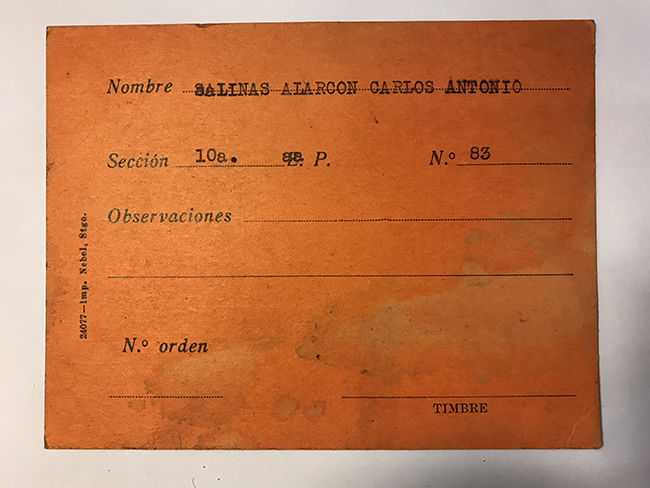 Nombre SALINAS ALARCON CARLOS ANTONIO
Sección 10a. P. N.º 83
Observaciones
N.º orden
TIMBRE
24077—Imp. Nebel, Stgo.